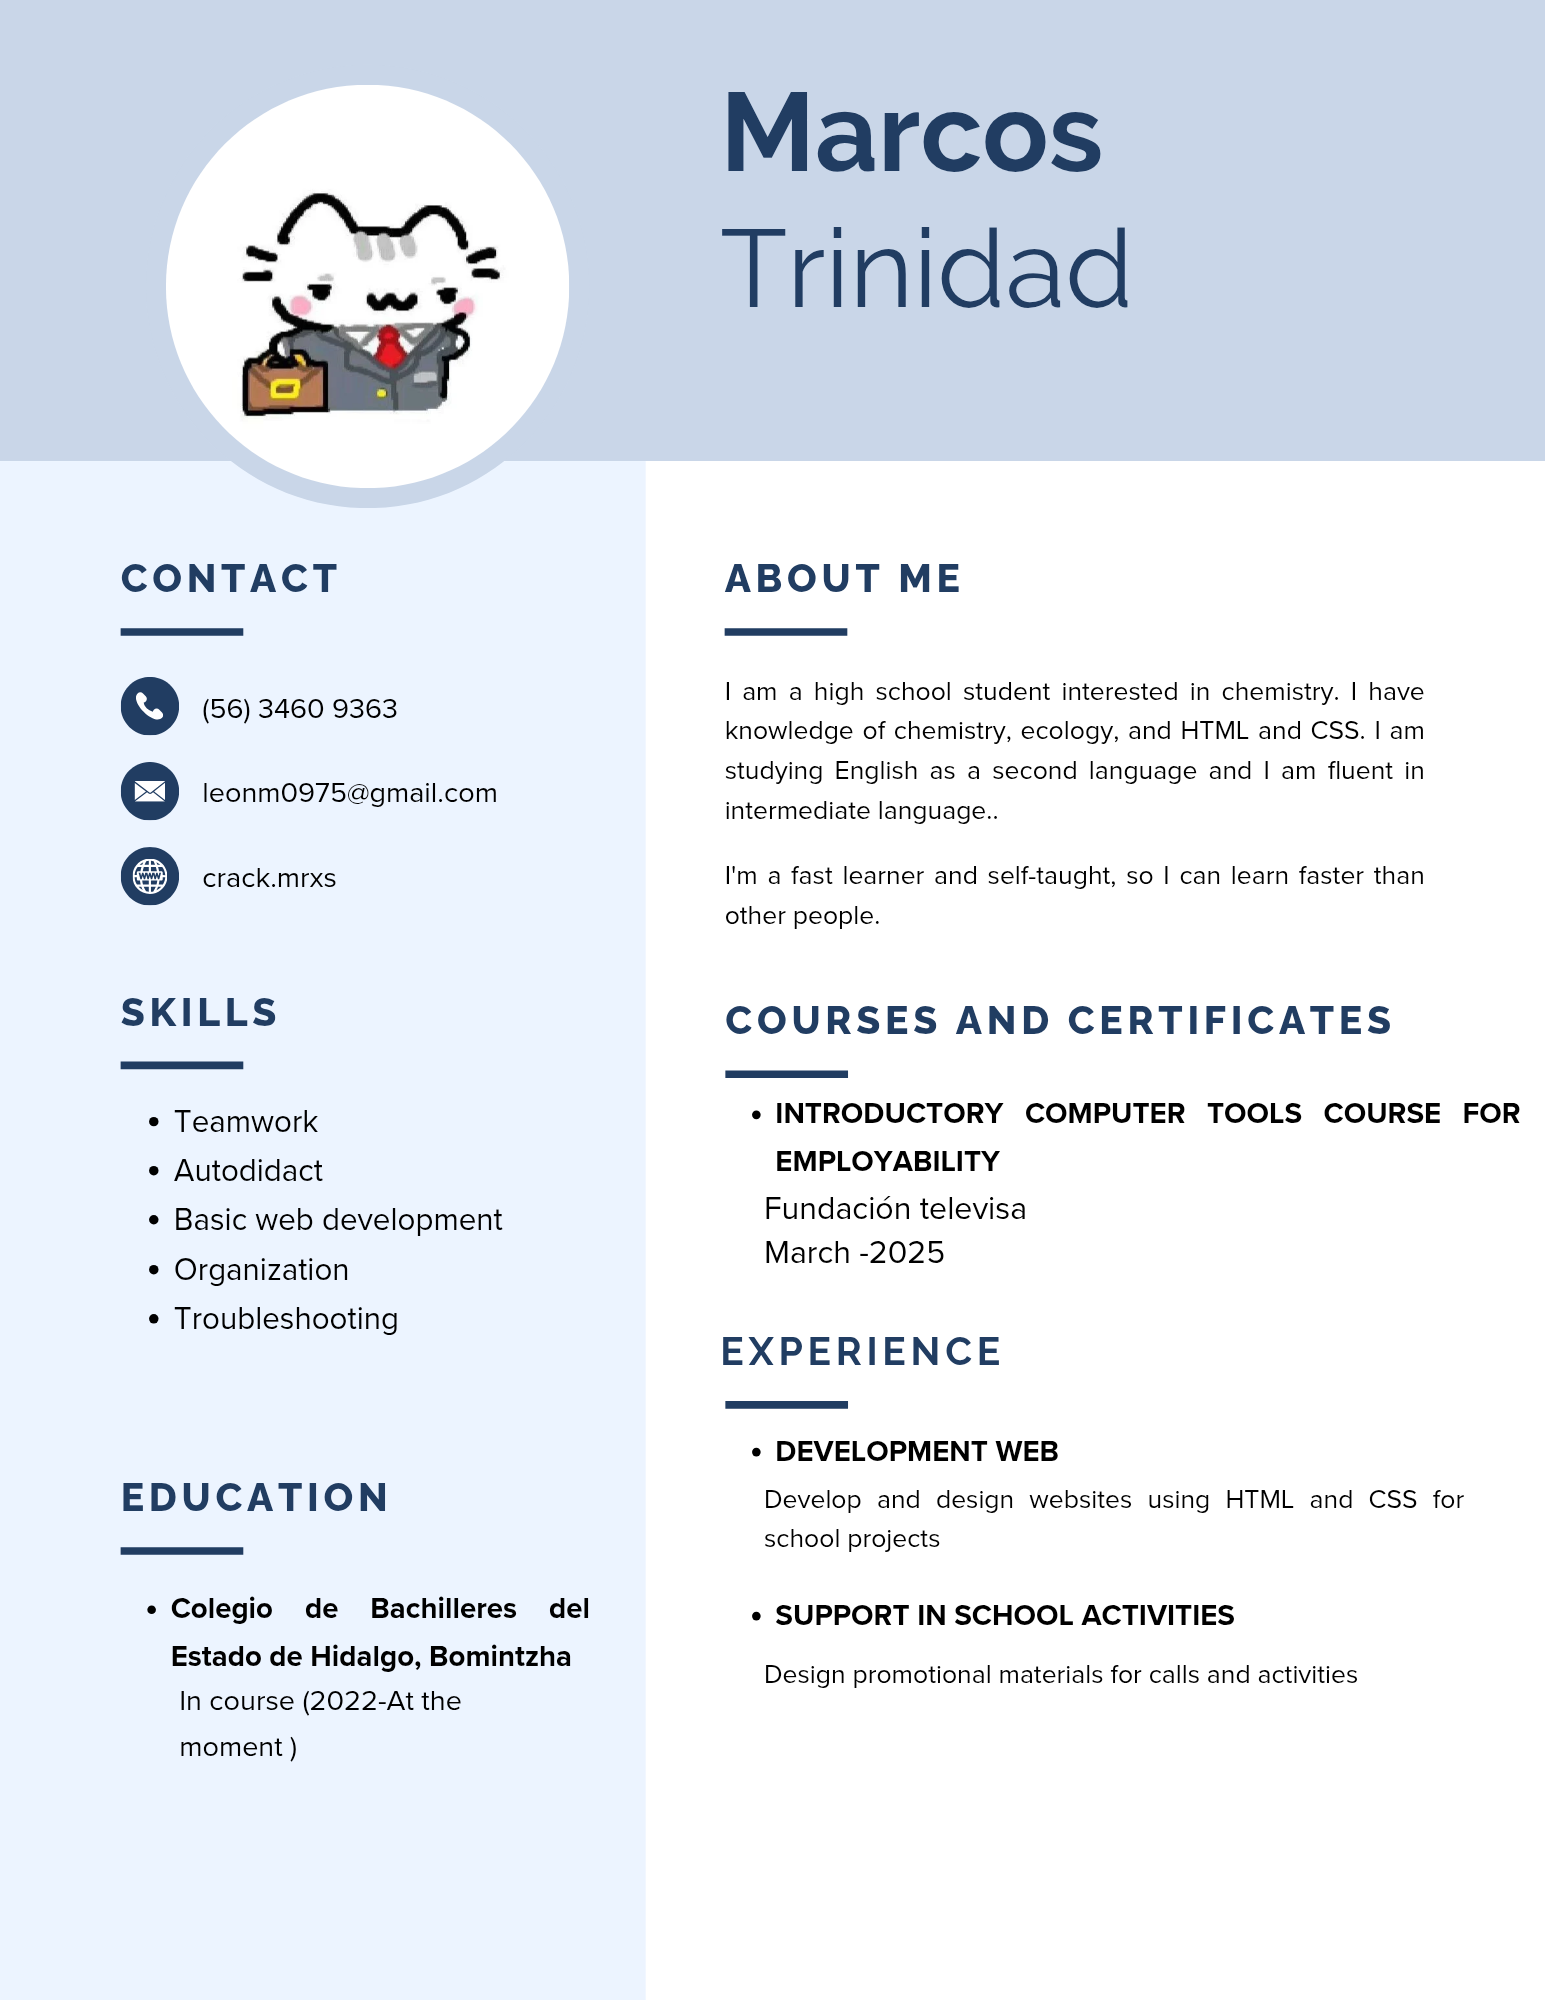 Marcos
Trinidad
CONTACT
(56) 3460 9363
leonm0975@gmail.com
WWW
crack.mrxs
SKILLS
Teamwork
Autodidact
Basic web development
Organization
Troubleshooting
EDUCATION
Colegio de Bachilleres del
Estado de Hidalgo, Bomintzha
In course (2022-At the
moment )
ABOUT ME
I am a high school student interested in chemistry. I have
knowledge of chemistry, ecology, and HTML and CSS. I am
studying English as a second language and I am fluent in
intermediate language..
I'm a fast learner and self-taught, so I can learn faster than
other people.
COURSES AND CERTIFICATES
INTRODUCTORY COMPUTER TOOLS COURSE FOR
EMPLOYABILITY
Fundación televisa
March -2025
EXPERIENCE
DEVELOPMENT WEB
Develop and design websites using HTML and CSS for
school projects
SUPPORT IN SCHOOL ACTIVITIES
Design promotional materials for calls and activities